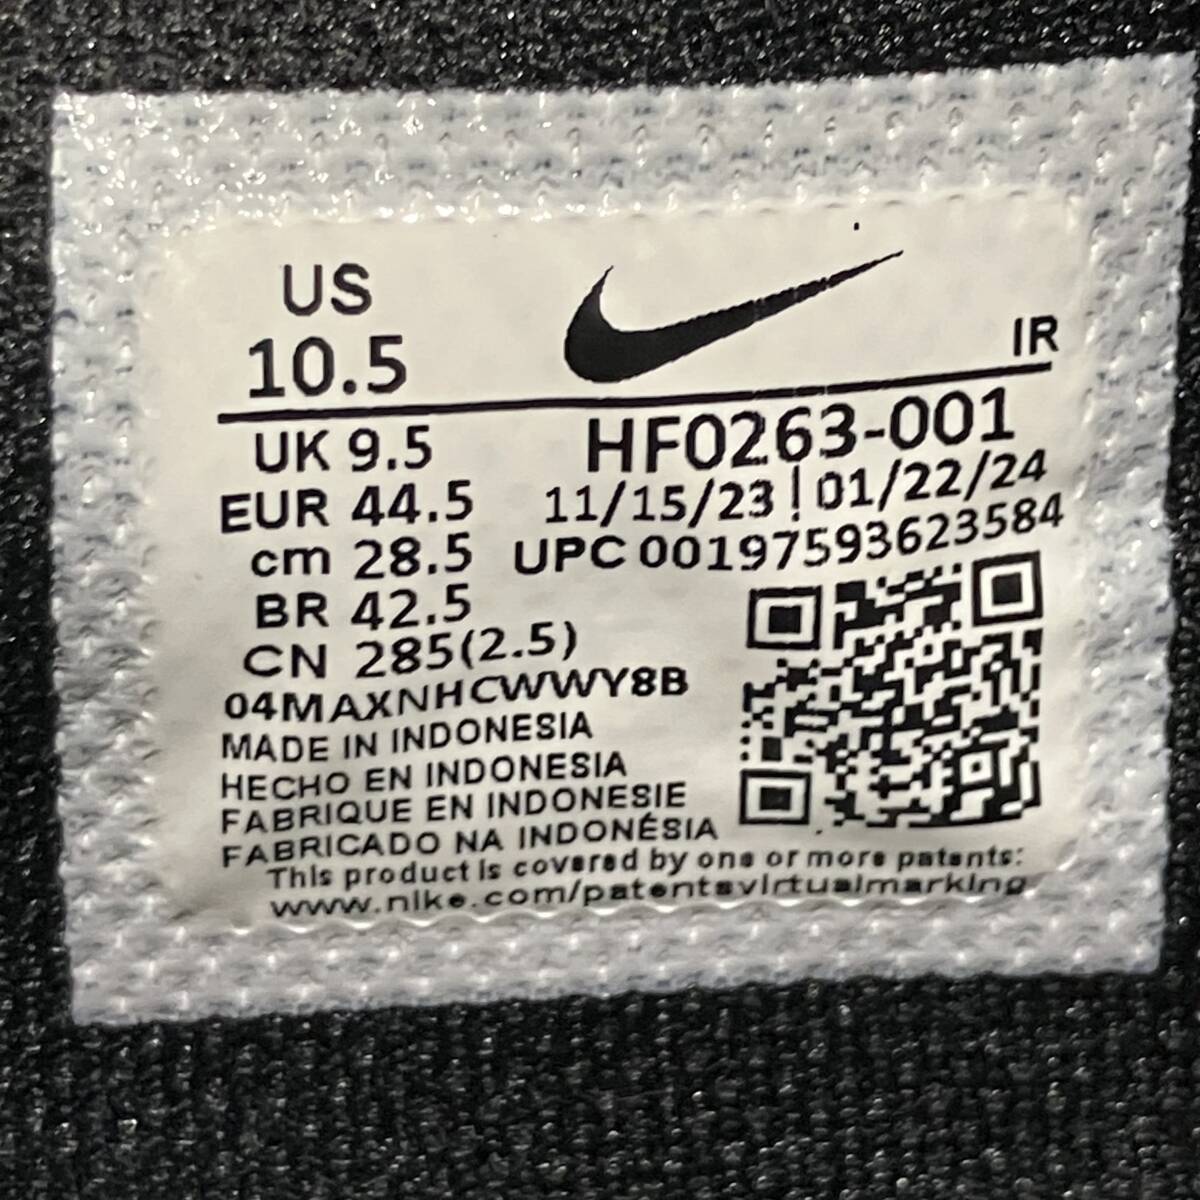 US
10.5
IR
UK 9.5
HF0263-001
EUR 44.5
11/15/23 | 01/22/24
cm 28.5
UPC 00197593623584
BR 42.5
CN 285(2.5)
04MAXNHCWWY8B
MADE IN INDONESIA
HECHO EN INDONESIA
FABRIQUE EN INDONESIE
FABRICADO NA INDONÉSIA
This product is covered by one or more patents:
www.nike.com/patentsvirtualmarking